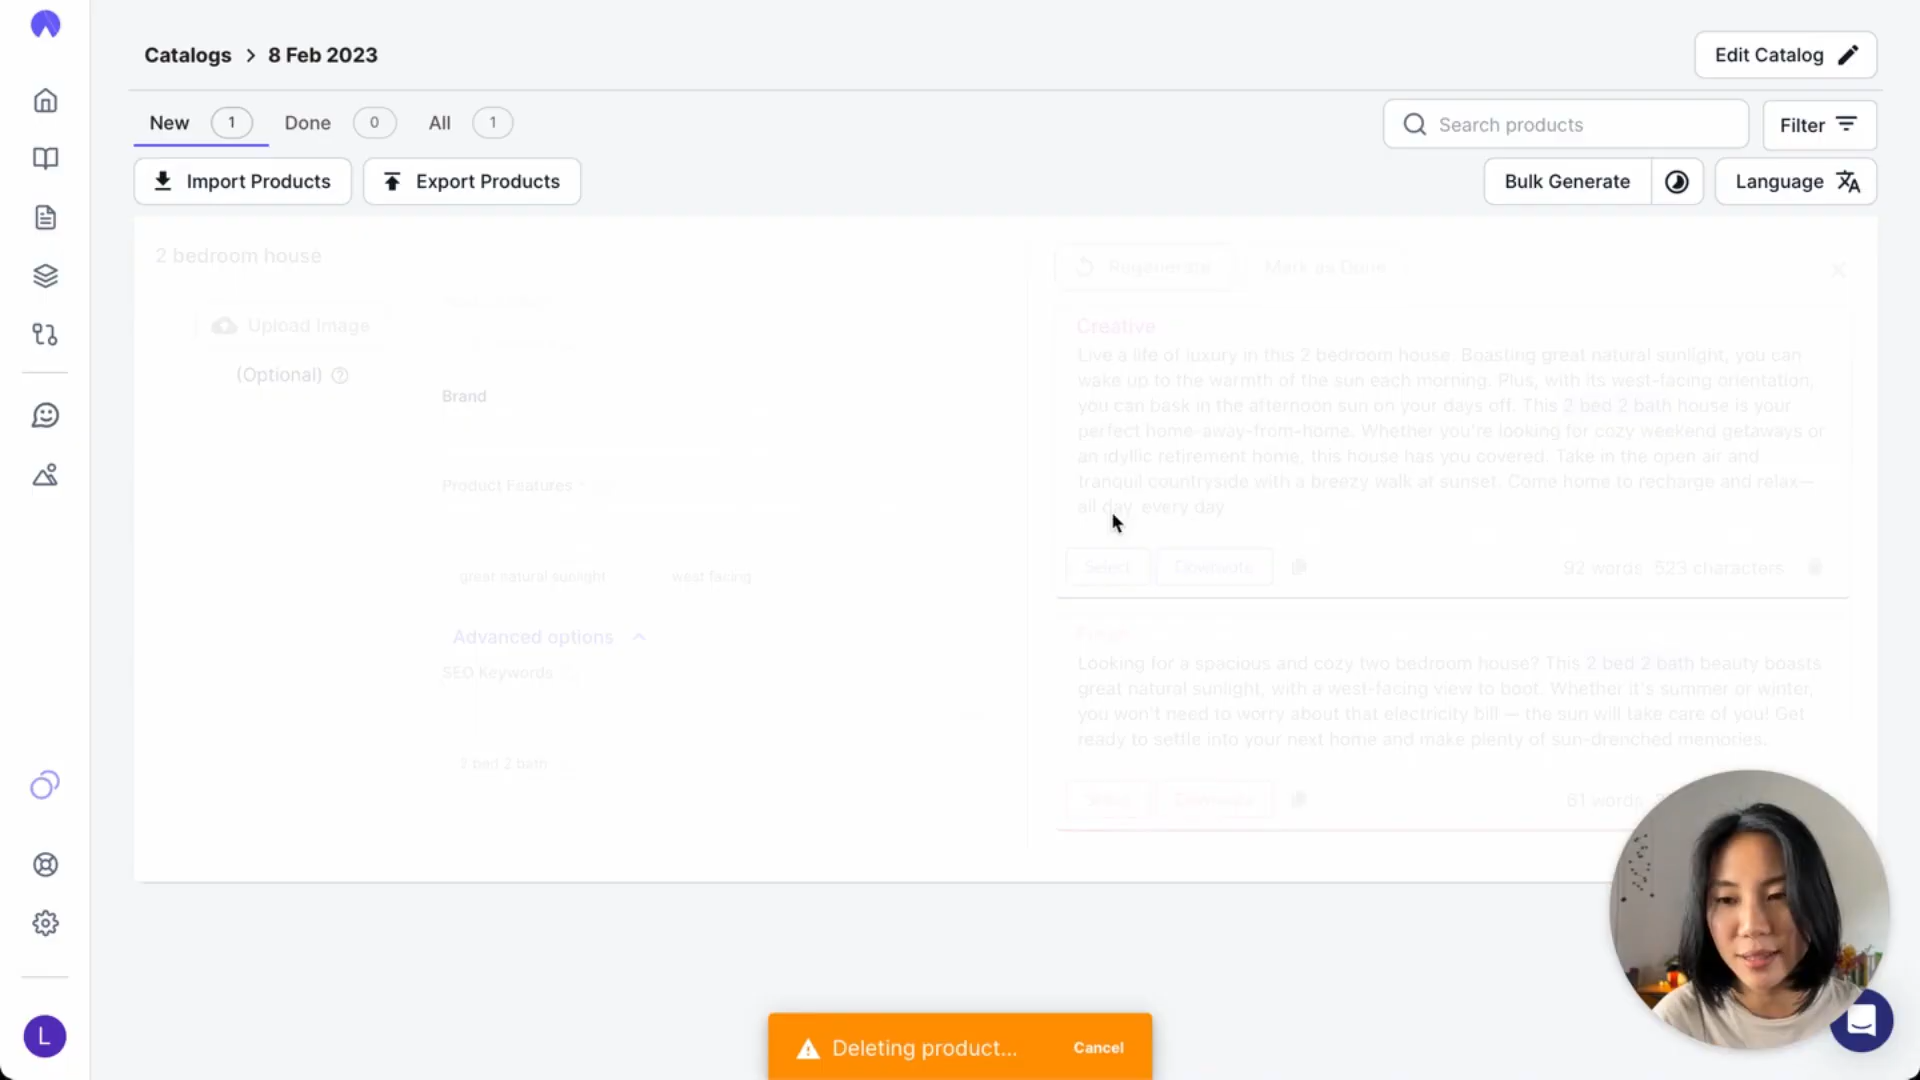 Catalogs > 8 Feb 2023
Edit Catalog
New 1 Done 0 All 1
Search products
Filter
Import Products
Export Products
Bulk Generate
Language
2 bedroom house
Regenerate
Mark as Done
Upload Image
(Optional)
Brand
Product Features
great natural sunlight
west facing
Advanced options
SEO Keywords
2 bed 2 bath
Creative
Live a life of luxury in this 2 bedroom house. Boasting great natural sunlight, you can
wake up to the warmth of the sun each morning. Plus, with its west-facing orientation,
you can bask in the afternoon sun on your days off. This 2 bed 2 bath house is your
perfect home-away-from-home. Whether you're looking for cozy weekend getaways or
an idyllic retirement home, this house has you covered. Take in the open air and
tranquil countryside with a breezy walk at sunset. Come home to recharge and relax—
all day every day
Select
Downvote
92 words 523 characters
Looking for a spacious and cozy two bedroom house? This 2 bed 2 bath beauty boasts
great natural sunlight, with a west-facing view to boot. Whether it's summer or winter,
you won't need to worry about that electricity bill — the sun will take care of you! Get
ready to settle into your next home and make plenty of sun-drenched memories.
Select
Downvote
61 words
L
Deleting product...
Cancel